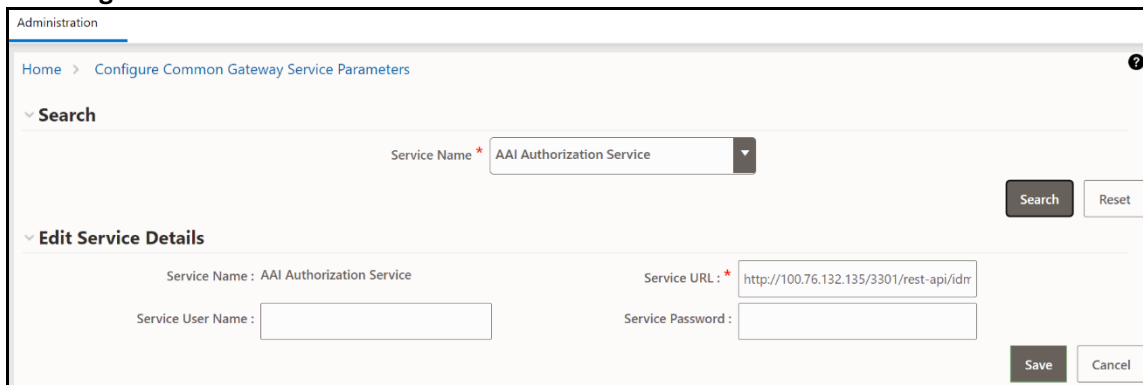 Administration
Home > Configure Common Gateway Service Parameters
?
Search
Service Name * AAI Authorization Service
Search Reset
Edit Service Details
Service Name : AAI Authorization Service Service URL : * http://100.76.132.135/3301/rest-api/idm
Service User Name : Service Password :
Save Cancel